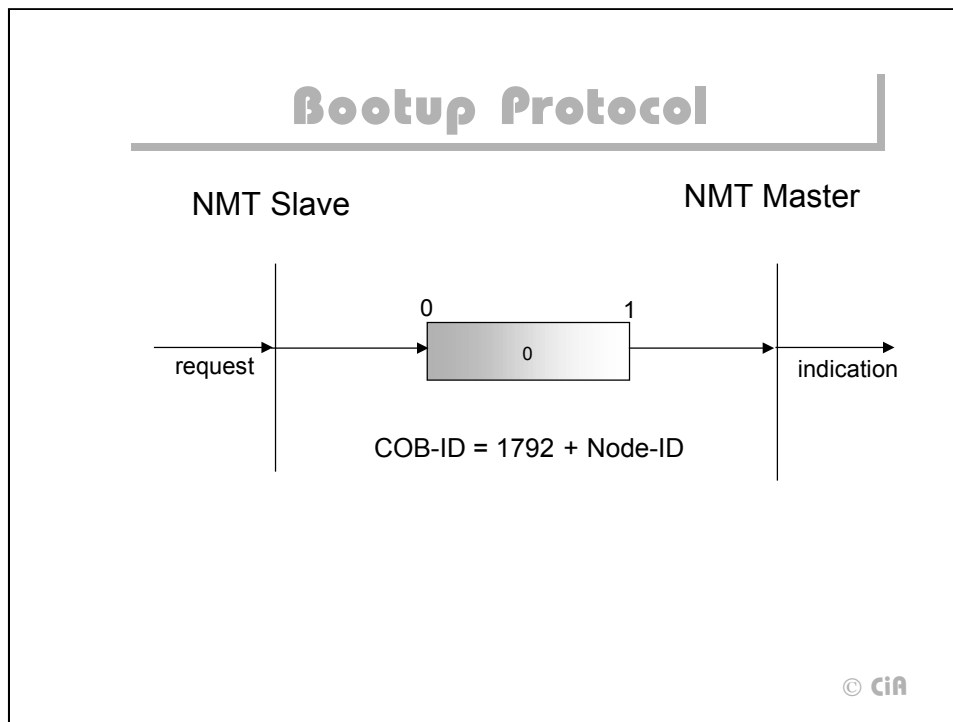 Bootup Protocol
NMT Slave
NMT Master
0
1
0
request
indication
COB-ID = 1792 + Node-ID
© CiA